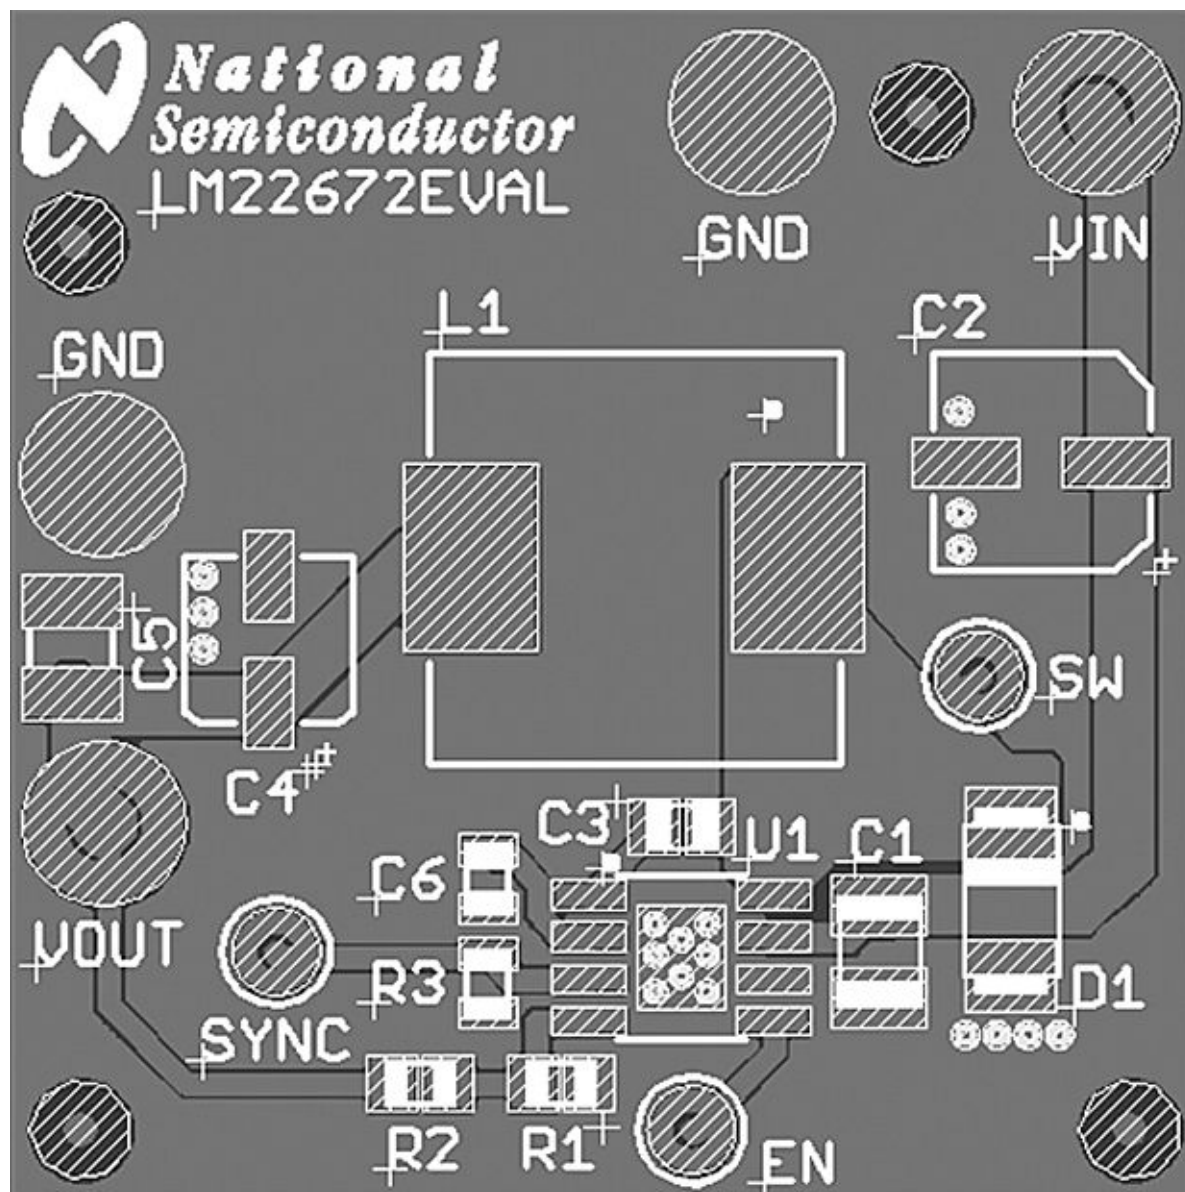 National
Semiconductor
LM22672EVAL
GND
VIN
L1
C2
GND
C5
SW
C4
C3
U1
C1
C6
VOUT
R3
D1
SYNC
R2
R1
EN